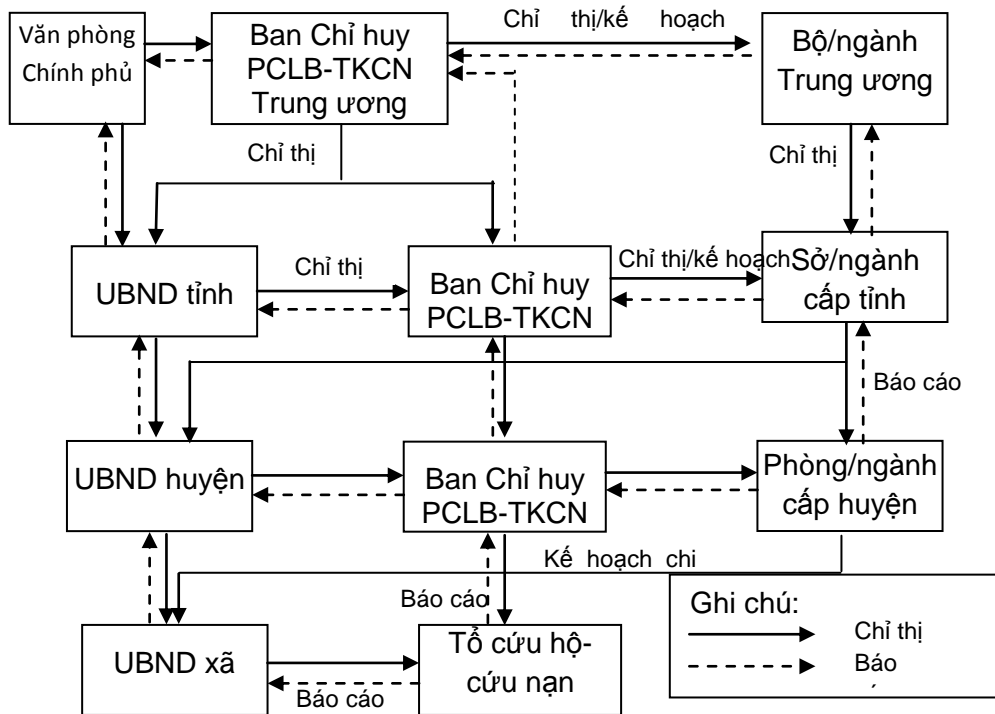 Văn phòng
Chính phủ
Ban Chỉ huy
PCLB-TKCN
Trung ương
Chỉ thị/kế hoạch
Bộ/ngành
Trung ương
Chỉ thị
Chỉ thị
UBND tỉnh
Chỉ thị
Ban Chỉ huy
PCLB-TKCN
Chỉ thị/kế hoạch
Sở/ngành
cấp tỉnh
Báo cáo
UBND huyện
Ban Chỉ huy
PCLB-TKCN
Phòng/ngành
cấp huyện
Kế hoạch chi
Báo cáo
UBND xã
Báo cáo
Tổ cứu hộ-
cứu nạn
Ghi chú:
Chỉ thị
Báo